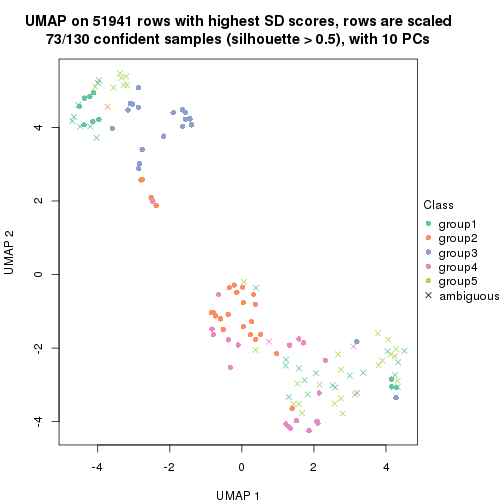 UMAP on 51941 rows with highest SD scores, rows are scaled
73/130 confident samples (silhouette > 0.5), with 10 PCs
UMAP 2
4
2
0
-2
-4
-4
-2
0
2
4
UMAP 1
Class
group1
group2
group3
group4
group5
ambiguous